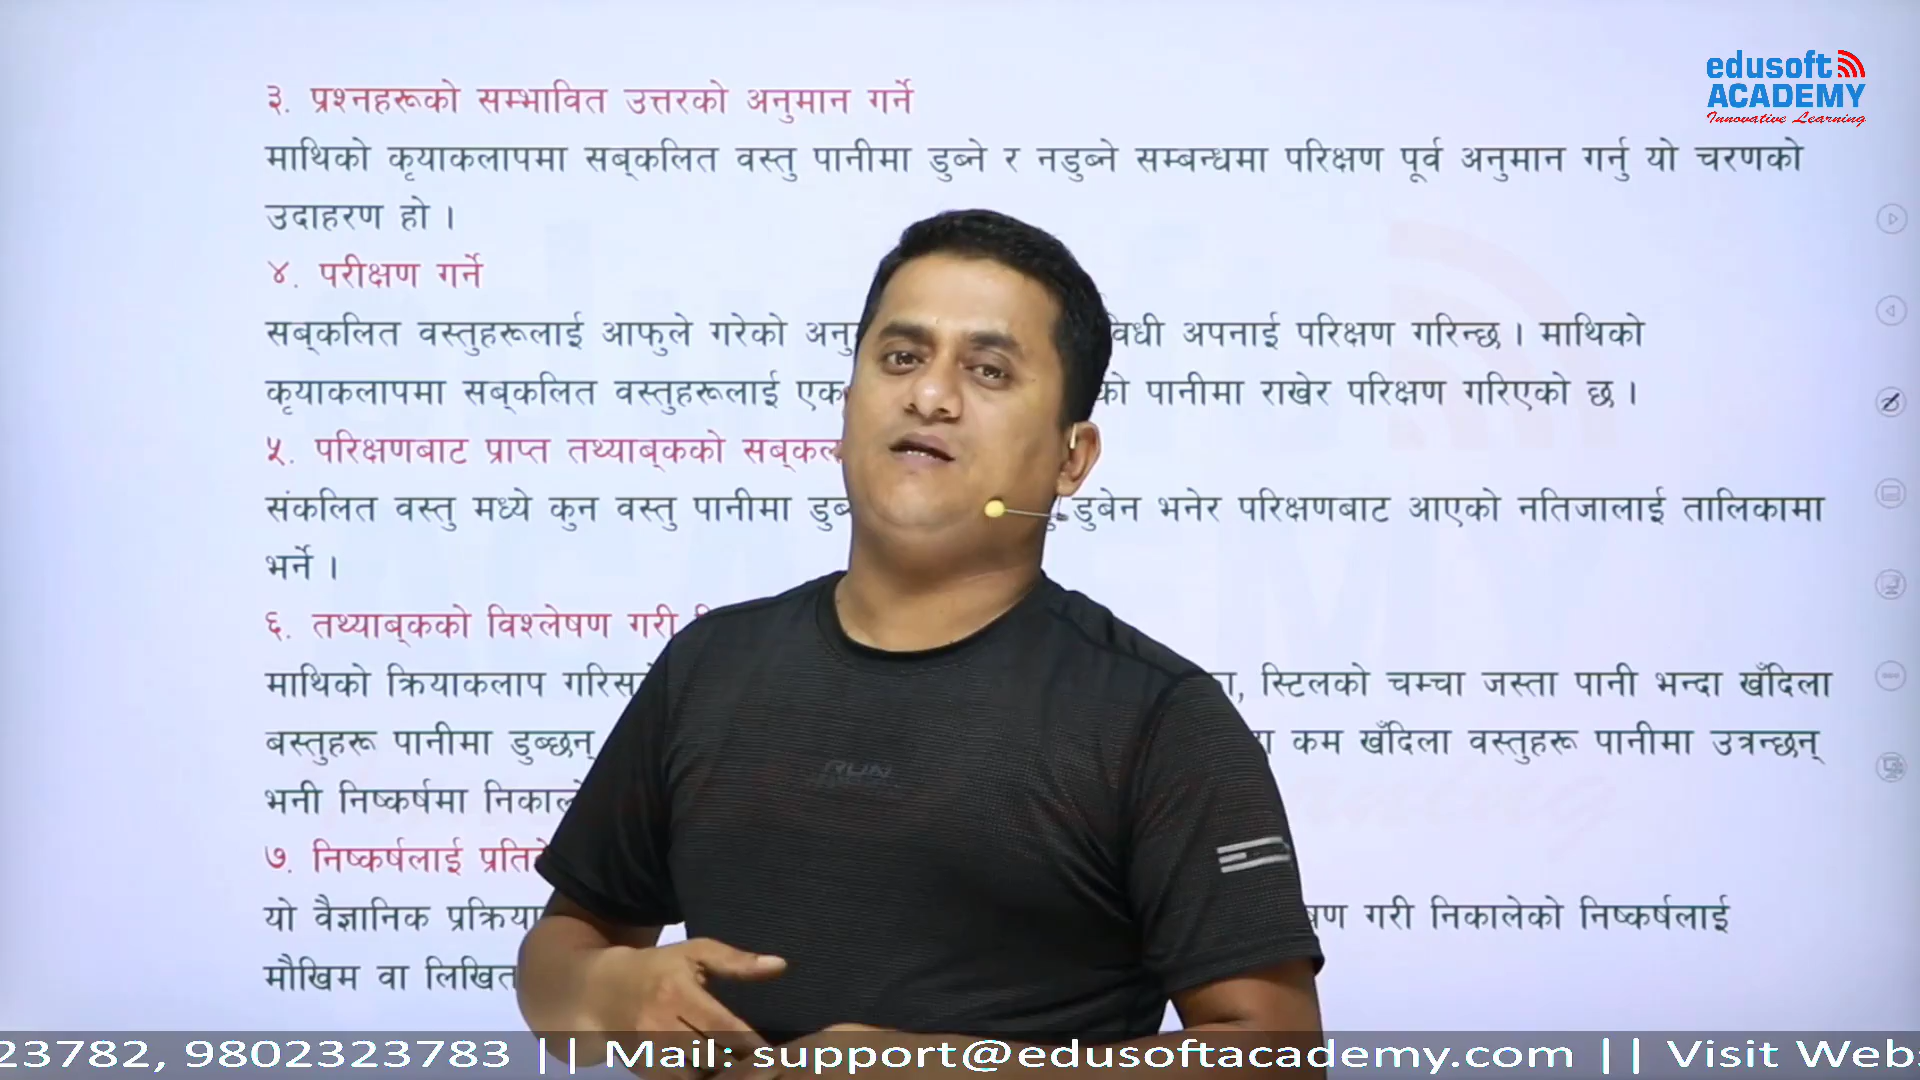 edusoft
ACADEMY
Innovative Learning
३. प्रश्नहरूको सम्भावित उत्तरको अनुमान गर्ने
माथिको कृयाकलापमा सब्कलित वस्तु पानीमा डुब्ने र नडुब्ने सम्बन्धमा परिक्षण पूर्व अनुमान गर्नु यो चरणको
उदाहरण हो ।
४. परीक्षण गर्ने
सब्कलित वस्तुहरूलाई आफुले गरेको विधी अपनाई परिक्षण गरिन्छ । माथिको
कृयाकलापमा सब्कलित वस्तुहरूलाई पानीमा राखेर परिक्षण गरिएको छ ।
५. परिक्षणबाट प्राप्त तथ्याब्कको
संकलित वस्तु मध्ये कुन वस्तु पानीमा डुबेन भनेर परिक्षणबाट आएको नतिजालाई तालिकामा
भर्ने ।
६. तथ्याब्कको विश्लेषण गरी
माथिको क्रियाकलाप स्टिलको चम्चा जस्ता पानी भन्दा खँदिला
बस्तुहरू पानीमा डुब्छन् कम खँदिला वस्तुहरू पानीमा उत्रन्छन्
भनी निष्कर्षमा
७. निष्कर्षलाई
यो वैज्ञानिक गरी निकालेको निष्कर्षलाई
मौखिम वा
RUN
23782, 9802323783 || Mail: support@edusoftacademy.com || Visit